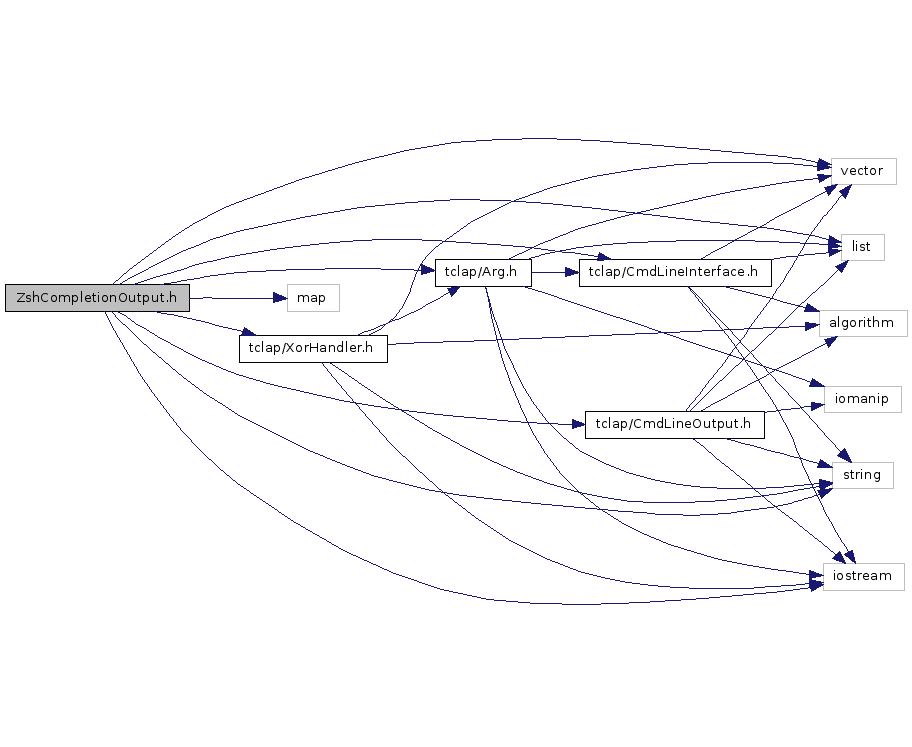 vector
list
tclap/Arg.h
tclap/CmdLineInterface.h
ZshCompletionOutput.h
map
algorithm
tclap/XorHandler.h
iomanip
tclap/CmdLineOutput.h
string
iostream